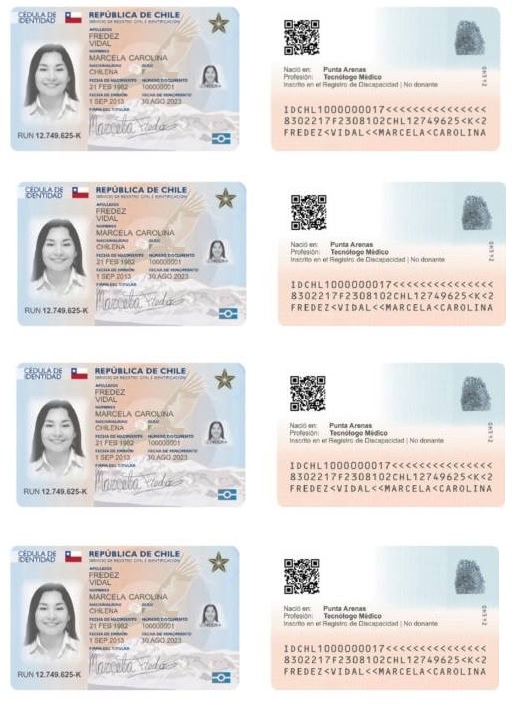 CÉDULA DE IDENTIDAD REPÚBLICA DE CHILE
SERVICIO DE REGISTRO CIVIL E IDENTIFICACIÓN
APELLIDOS
FREDEZ
VIDAL
NOMBRES
MARCELA CAROLINA
NACIONALIDAD SEXO
CHILENA F
FECHA DE NACIMIENTO NÚMERO DOCUMENTO
21 FEB 1982 100000001
FECHA DE EMISIÓN FECHA DE VENCIMIENTO
1 SEP 2013 30 AGO 2023
FIRMA DEL TITULAR
Marcela
RUN 12.749.625-K
Nació en: Punta Arenas
Profesión: Tecnólogo Médico
Inscrito en el Registro de Discapacidad | No donante
IDCHL1000000017<<<<<<<<<<<<<<<
8302217F2308102CHL12749625<K<2
FREDEZ<VIDAL<<MARCELA<CAROLINA
CÉDULA DE IDENTIDAD REPÚBLICA DE CHILE
SERVICIO DE REGISTRO CIVIL E IDENTIFICACIÓN
APELLIDOS
FREDEZ
VIDAL
NOMBRES
MARCELA CAROLINA
NACIONALIDAD SEXO
CHILENA F
FECHA DE NACIMIENTO NÚMERO DOCUMENTO
21 FEB 1982 100000001
FECHA DE EMISIÓN FECHA DE VENCIMIENTO
1 SEP 2013 30 AGO 2023
FIRMA DEL TITULAR
Marcela
RUN 12.749.625-K
Nació en: Punta Arenas
Profesión: Tecnólogo Médico
Inscrito en el Registro de Discapacidad | No donante
IDCHL1000000017<<<<<<<<<<<<<<<
8302217F2308102CHL12749625<K<2
FREDEZ<VIDAL<<MARCELA<CAROLINA
CÉDULA DE IDENTIDAD REPÚBLICA DE CHILE
SERVICIO DE REGISTRO CIVIL E IDENTIFICACIÓN
APELLIDOS
FREDEZ
VIDAL
NOMBRES
MARCELA CAROLINA
NACIONALIDAD SEXO
CHILENA F
FECHA DE NACIMIENTO NÚMERO DOCUMENTO
21 FEB 1982 100000001
FECHA DE EMISIÓN FECHA DE VENCIMIENTO
1 SEP 2013 30 AGO 2023
FIRMA DEL TITULAR
Marcela
RUN 12.749.625-K
Nació en: Punta Arenas
Profesión: Tecnólogo Médico
Inscrito en el Registro de Discapacidad | No donante
IDCHL1000000017<<<<<<<<<<<<<<<
8302217F2308102CHL12749625<K<2
FREDEZ<VIDAL<<MARCELA<CAROLINA
CÉDULA DE IDENTIDAD REPÚBLICA DE CHILE
SERVICIO DE REGISTRO CIVIL E IDENTIFICACIÓN
APELLIDOS
FREDEZ
VIDAL
NOMBRES
MARCELA CAROLINA
NACIONALIDAD SEXO
CHILENA F
FECHA DE NACIMIENTO NÚMERO DOCUMENTO
21 FEB 1982 100000001
FECHA DE EMISIÓN FECHA DE VENCIMIENTO
1 SEP 2013 30 AGO 2023
FIRMA DEL TITULAR
Marcela
RUN 12.749.625-K
Nació en: Punta Arenas
Profesión: Tecnólogo Médico
Inscrito en el Registro de Discapacidad | No donante
IDCHL1000000017<<<<<<<<<<<<<<<
8302217F2308102CHL12749625<K<2
FREDEZ<VIDAL<<MARCELA<CAROLINA